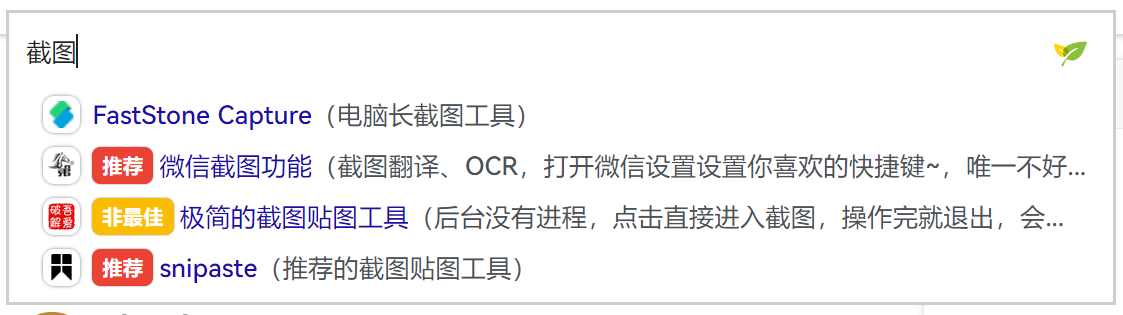 截图
FastStone Capture（电脑长截图工具）
推荐 微信截图功能（截图翻译、OCR，打开微信设置设置你喜欢的快捷键~，唯一不好...
吾爱破解 非最佳 极简的截图贴图工具（后台没有进程，点击直接进入截图，操作完就退出，会...
推荐 snipaste（推荐的截图贴图工具）